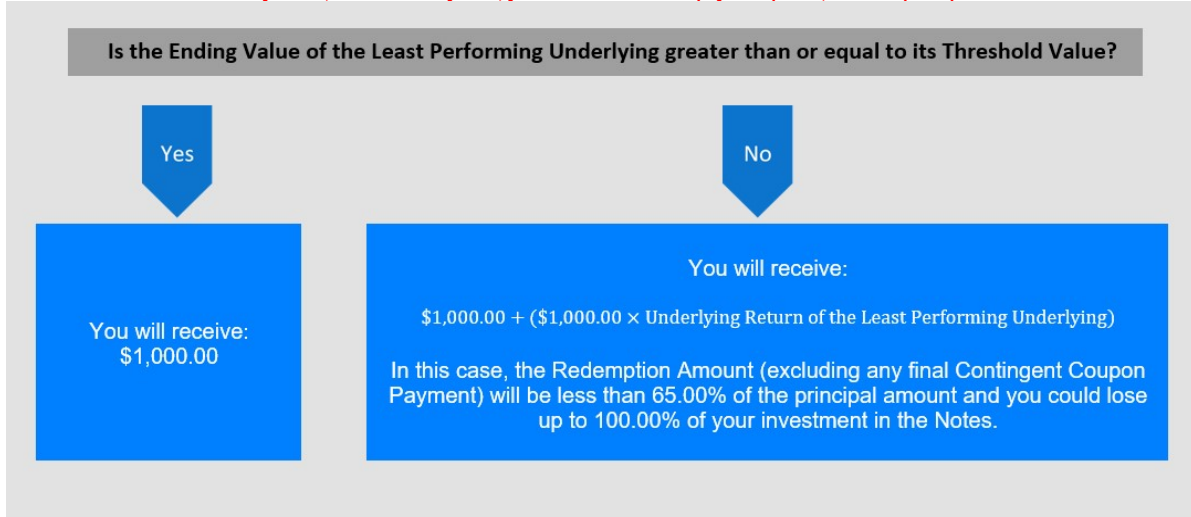 Is the Ending Value of the Least Performing Underlying greater than or equal to its Threshold Value?
Yes
No
You will receive:
$1,000.00
You will receive:
$1,000.00 + ($1,000.00 × Underlying Return of the Least Performing Underlying)
In this case, the Redemption Amount (excluding any final Contingent Coupon
Payment) will be less than 65.00% of the principal amount and you could lose
up to 100.00% of your investment in the Notes.